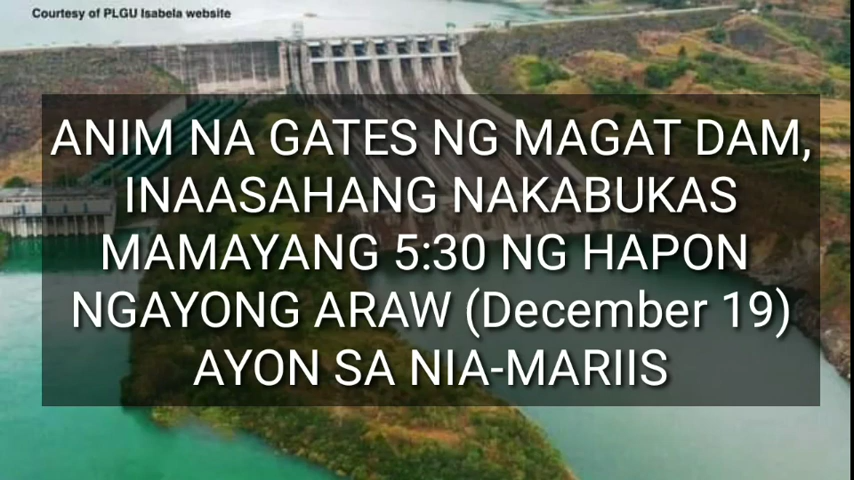 Courtesy of PLGU Isabela website
ANIM NA GATES NG MAGAT DAM,
INAASAHANG NAKABUKAS
MAMAYANG 5:30 NG HAPON
NGAYONG ARAW (December 19)
AYON SA NIA-MARIIS